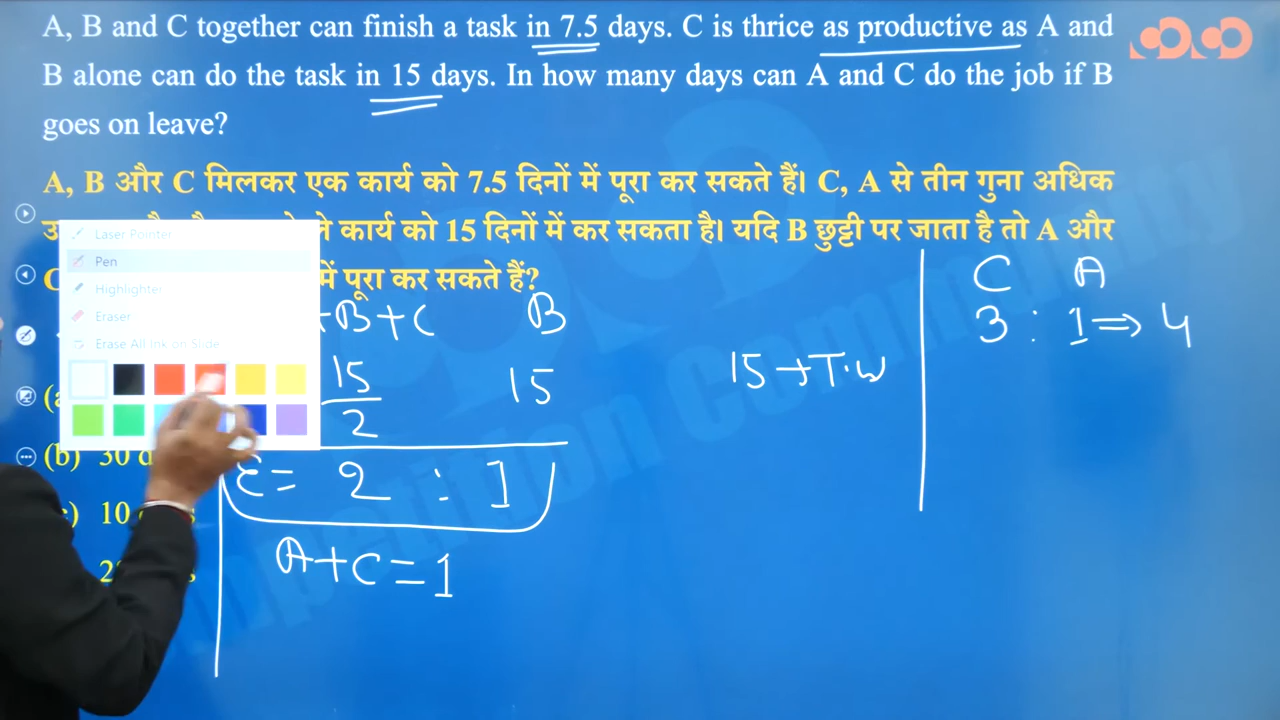 A, B and C together can finish a task in 7.5 days. C is thrice as productive as A and
B alone can do the task in 15 days. In how many days can A and C do the job if B
goes on leave?
A, B और C मिलकर एक कार्य को 7.5 दिनों में पूरा कर सकते हैं। C, A से तीन गुना अधिक
कार्य को 15 दिनों में कर सकता है। यदि B छुट्टी पर जाता है तो A और
में पूरा कर सकते हैं?
Laser Pointer
Pen
Highlighter
Eraser
Erase All Ink on Slide
+B+C B
15/2 15
= 2 : 1
A+C=1
15→T.W
C A
3 : 1⇒4
(b) 30
10